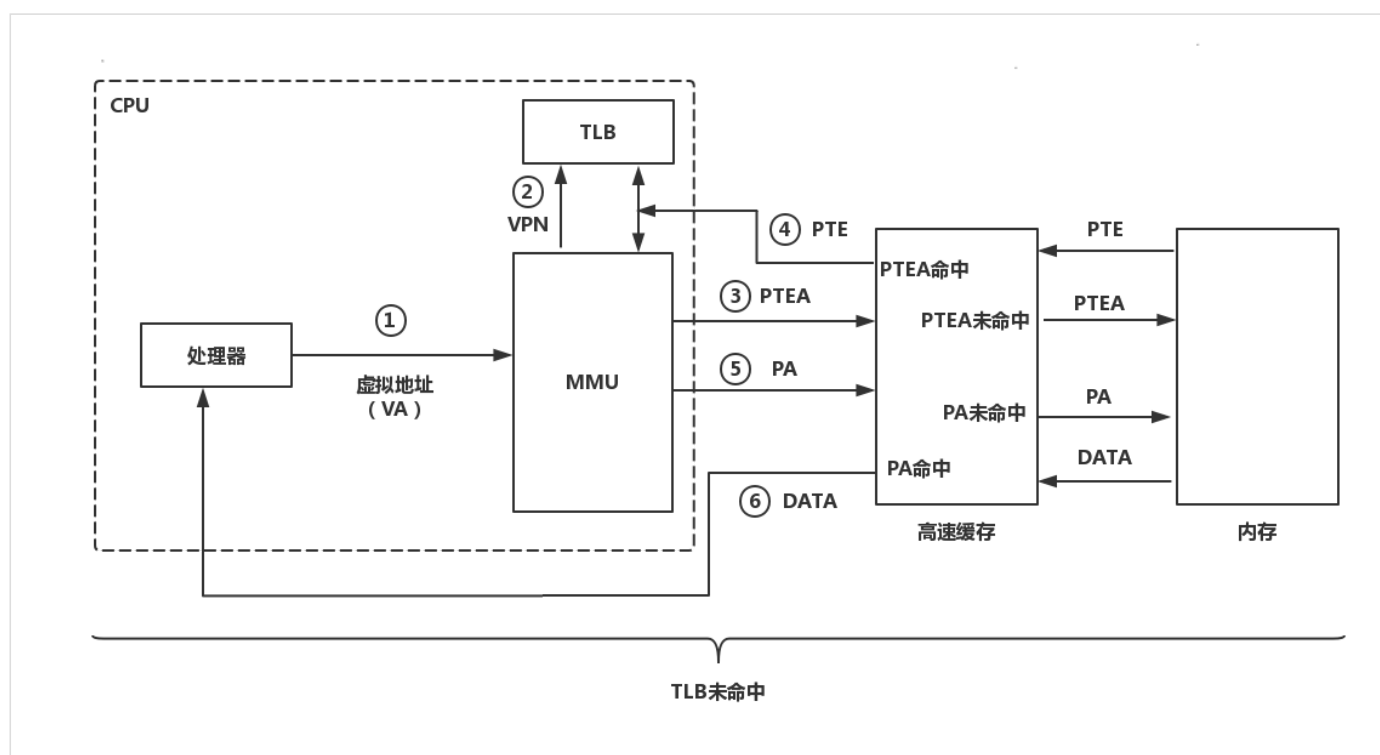 CPU
TLB
② VPN
④ PTE
PTE
PTEA命中
③ PTEA
PTEA未命中
PTEA
①
处理器
虚拟地址
（VA）
MMU
⑤ PA
PA未命中
PA
PA命中
DATA
⑥ DATA
高速缓存
内存
TLB未命中